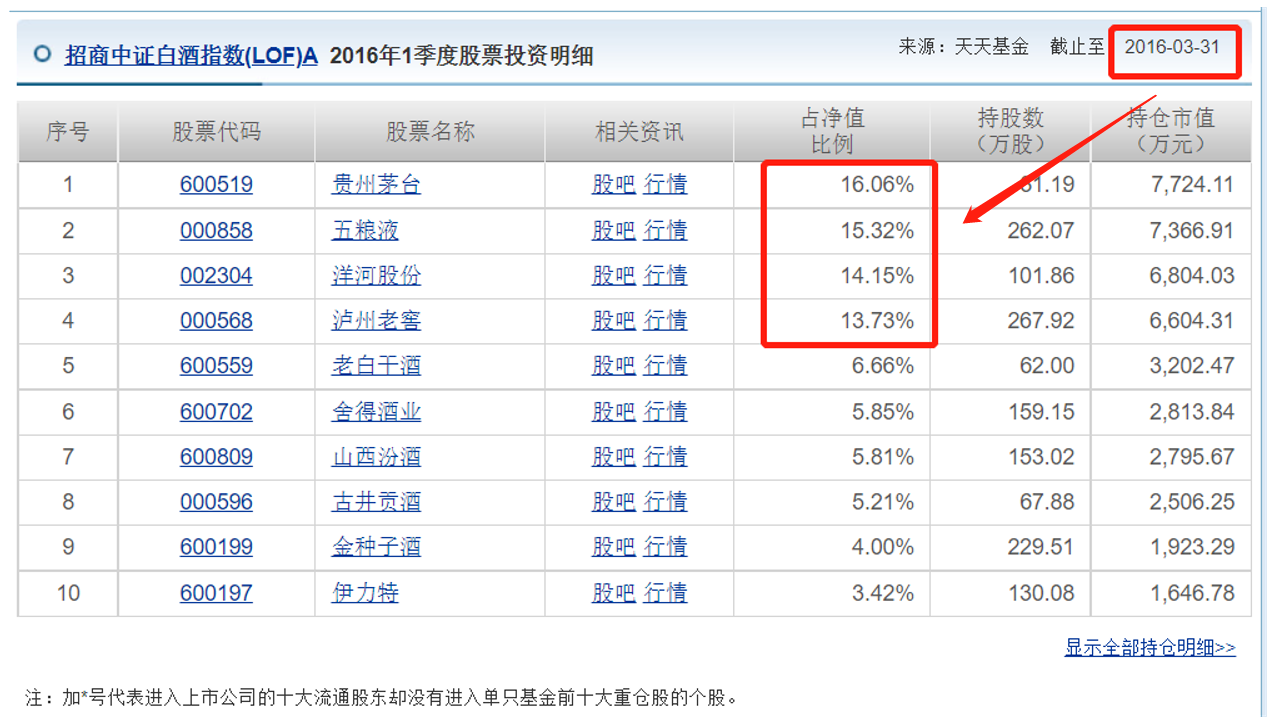 招商中证白酒指数(LOF)A 2016年1季度股票投资明细 来源：天天基金 截止至 2016-03-31
序号 股票代码 股票名称 相关资讯 占净值比例 持股数（万股） 持仓市值（万元）
1 600519 贵州茅台 股吧 行情 16.06% 31.19 7,724.11
2 000858 五粮液 股吧 行情 15.32% 262.07 7,366.91
3 002304 洋河股份 股吧 行情 14.15% 101.86 6,804.03
4 000568 泸州老窖 股吧 行情 13.73% 267.92 6,604.31
5 600559 老白干酒 股吧 行情 6.66% 62.00 3,202.47
6 600702 舍得酒业 股吧 行情 5.85% 159.15 2,813.84
7 600809 山西汾酒 股吧 行情 5.81% 153.02 2,795.67
8 000596 古井贡酒 股吧 行情 5.21% 67.88 2,506.25
9 600199 金种子酒 股吧 行情 4.00% 229.51 1,923.29
10 600197 伊力特 股吧 行情 3.42% 130.08 1,646.78
显示全部持仓明细>>
注：加*号代表进入上市公司的十大流通股东却没有进入单只基金前十大重仓股的个股。